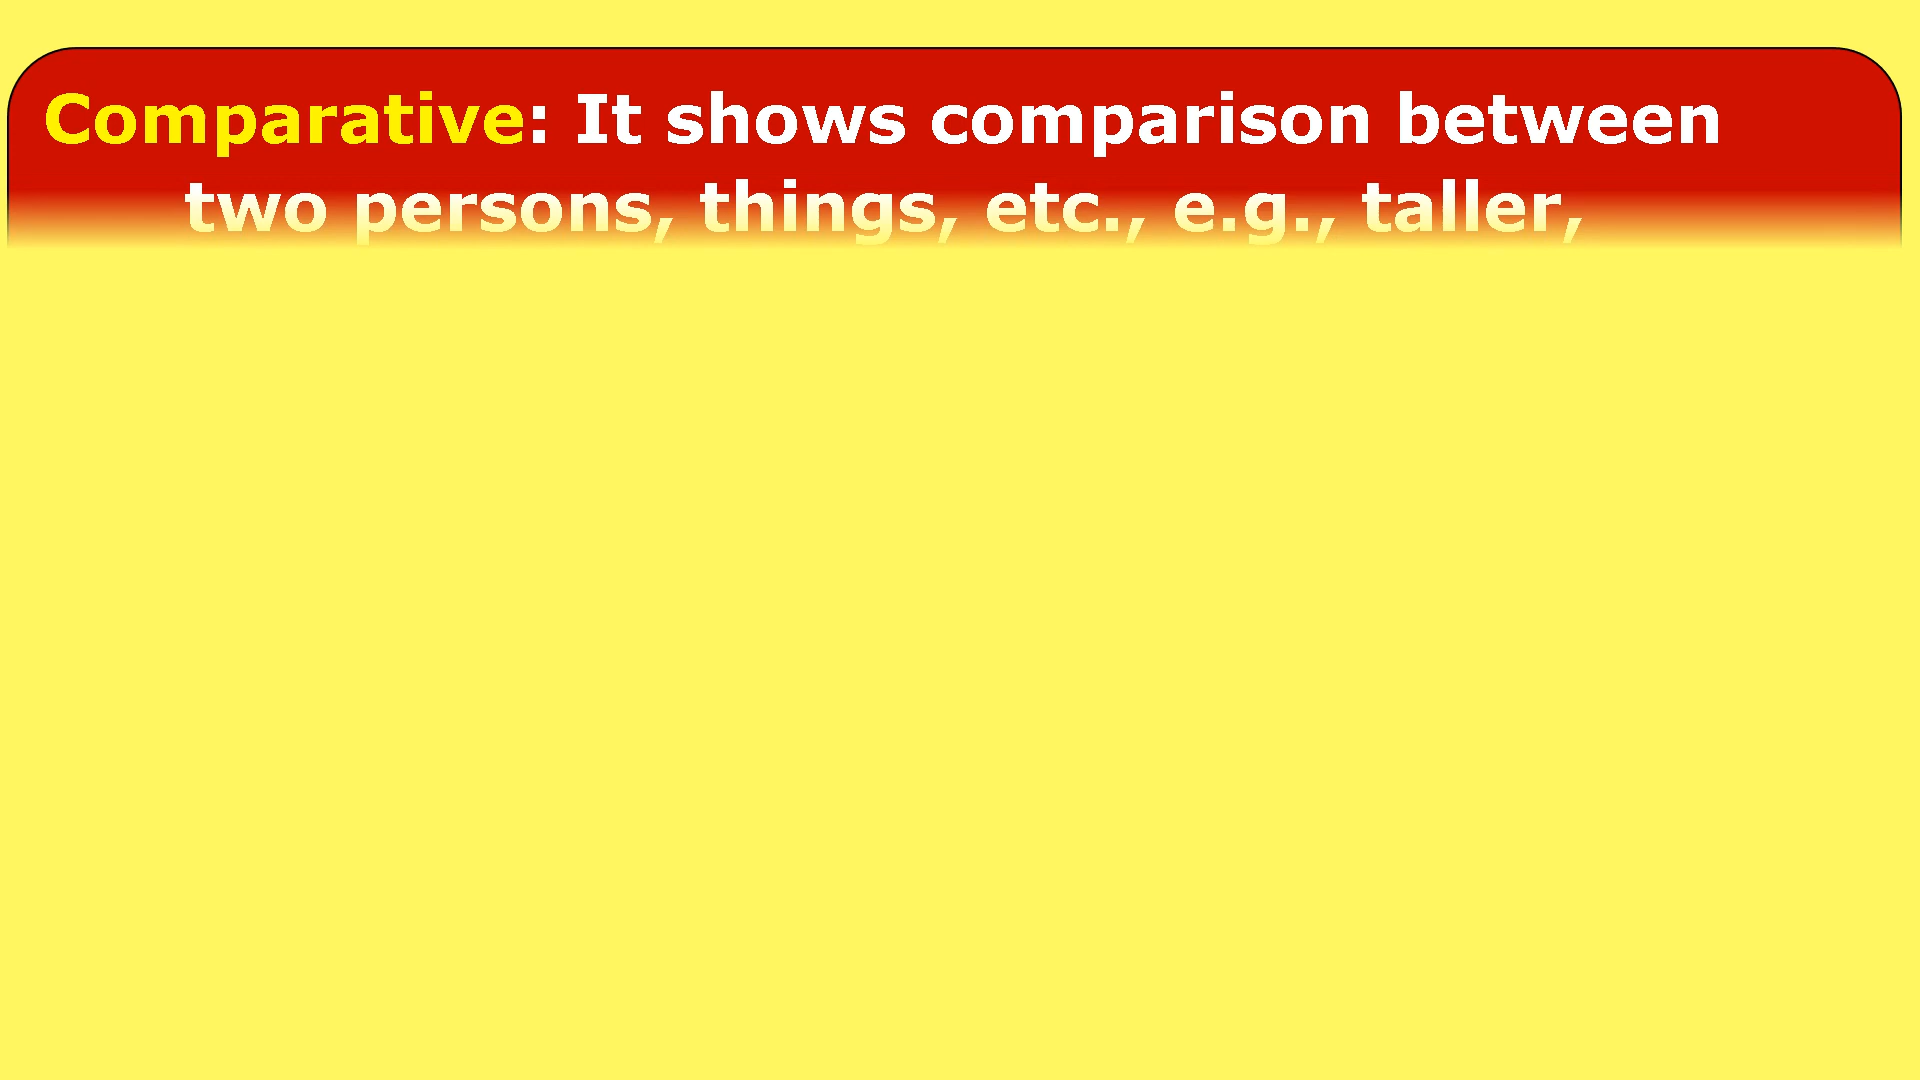 Comparative: It shows comparison between
two persons, things, etc., e.g., taller,